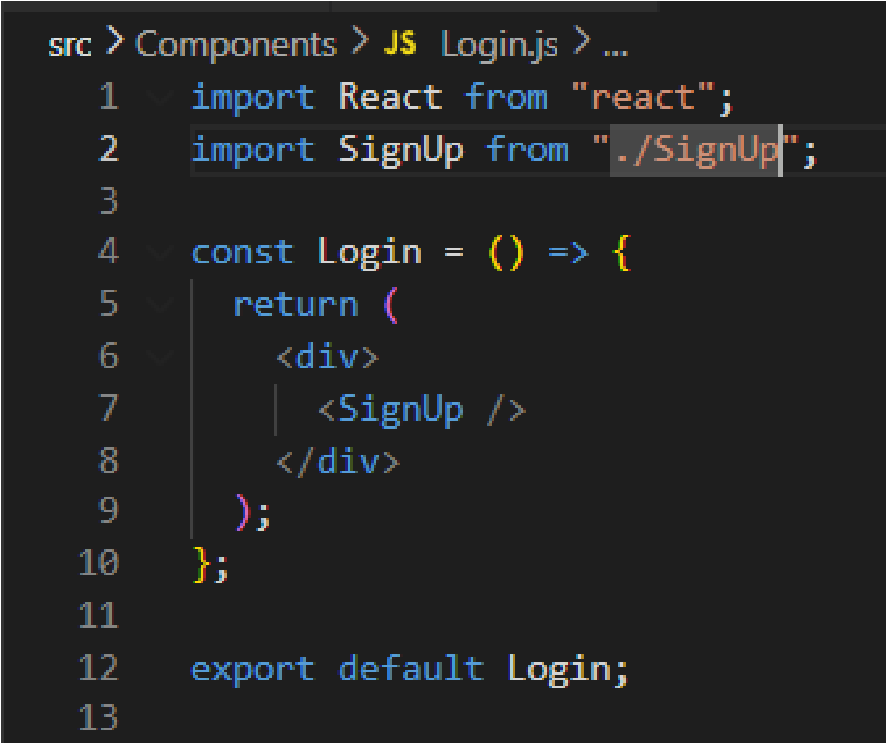 src > Components > JS Login.js > ...
1 import React from "react";
2 import SignUp from "./SignUp";
3
4 const Login = () => {
5   return (
6     <div>
7       <SignUp />
8     </div>
9   );
10 };
11
12 export default Login;
13